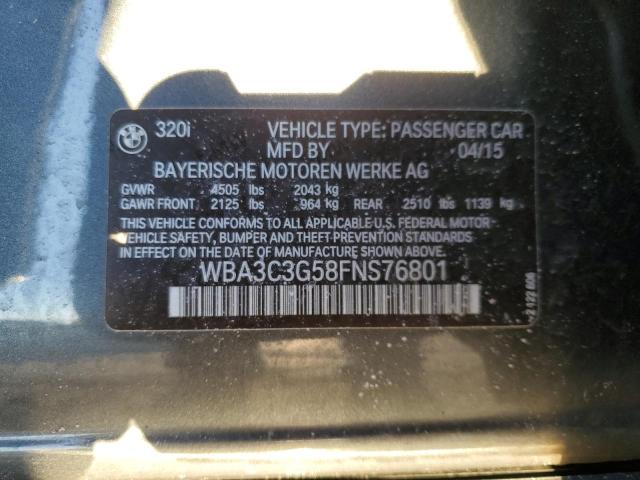 320i VEHICLE TYPE: PASSENGER CAR
MFD BY 04/15
BAYERISCHE MOTOREN WERKE AG
GVWR 4505 lbs 2043 kg
GAWR FRONT 2125 lbs 964 kg REAR 2510 lbs 1139 kg
THIS VEHICLE CONFORMS TO ALL APPLICABLE U.S. FEDERAL MOTOR
VEHICLE SAFETY, BUMPER AND THEFT PREVENTION STANDARDS
IN EFFECT ON THE DATE OF MANUFACTURE SHOWN ABOVE.
WBA3C3G58FNS76801